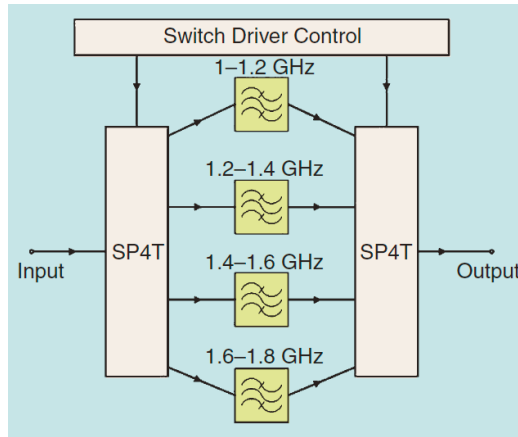 Switch Driver Control
1–1.2 GHz
1.2–1.4 GHz
SP4T
SP4T
Input
1.4–1.6 GHz
Output
1.6–1.8 GHz